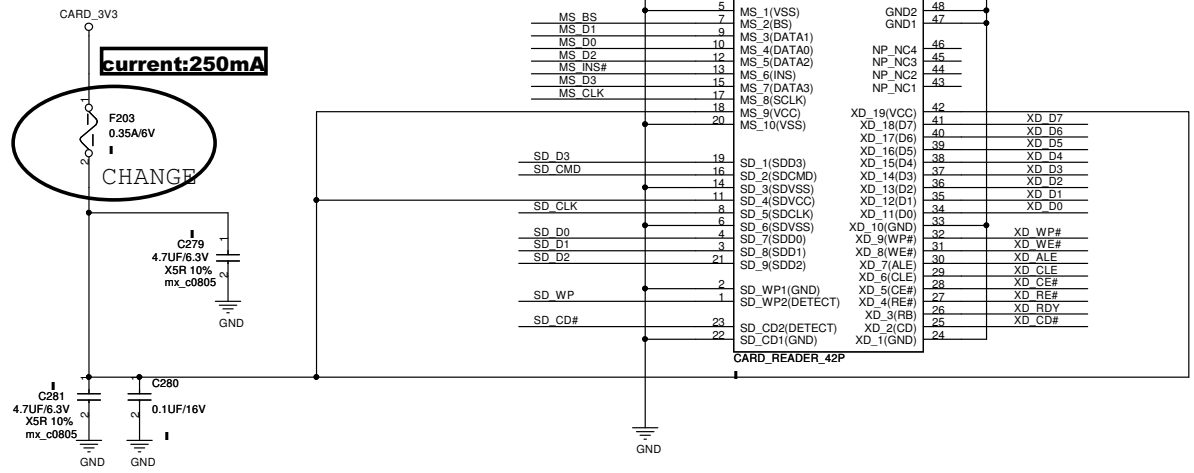 CARD_3V3
current:250mA
1
F203
0.35A/6V
2
CHANGE
1
C279
4.7UF/6.3V
X5R 10%
mx_c0805
2
GND
1
C281
4.7UF/6.3V
X5R 10%
mx_c0805
2
GND
1
C280
0.1UF/16V
2
GND
5 MS_1(VSS)
MS_BS 7 MS_2(BS)
MS_D1 9 MS_3(DATA1)
MS_D0 10 MS_4(DATA0)
MS_D2 12 MS_5(DATA2)
MS_INS# 13 MS_6(INS)
MS_D3 15 MS_7(DATA3)
MS_CLK 17 MS_8(SCLK)
18 MS_9(VCC)
20 MS_10(VSS)
SD_D3 19 SD_1(SDD3)
SD_CMD 16 SD_2(SDCMD)
14 SD_3(SDVSS)
11 SD_4(SDVCC)
SD_CLK 8 SD_5(SDCLK)
6 SD_6(SDVSS)
SD_D0 4 SD_7(SDD0)
SD_D1 3 SD_8(SDD1)
SD_D2 21 SD_9(SDD2)
2 SD_WP1(GND)
SD_WP 1 SD_WP2(DETECT)
SD_CD# 23 SD_CD2(DETECT)
22 SD_CD1(GND)
GND2 48
GND1 47
NP_NC4 46
NP_NC3 45
NP_NC2 44
NP_NC1 43
XD_19(VCC) 42
XD_18(D7) 41 XD_D7
XD_17(D6) 40 XD_D6
XD_16(D5) 39 XD_D5
XD_15(D4) 38 XD_D4
XD_14(D3) 37 XD_D3
XD_13(D2) 36 XD_D2
XD_12(D1) 35 XD_D1
XD_11(D0) 34 XD_D0
XD_10(GND) 33
XD_9(WP#) 32 XD_WP#
XD_8(WE#) 31 XD_WE#
XD_7(ALE) 30 XD_ALE
XD_6(CLE) 29 XD_CLE
XD_5(CE#) 28 XD_CE#
XD_4(RE#) 27 XD_RE#
XD_3(RB) 26 XD_RDY
XD_2(CD) 25 XD_CD#
XD_1(GND) 24
CARD_READER_42P
GND